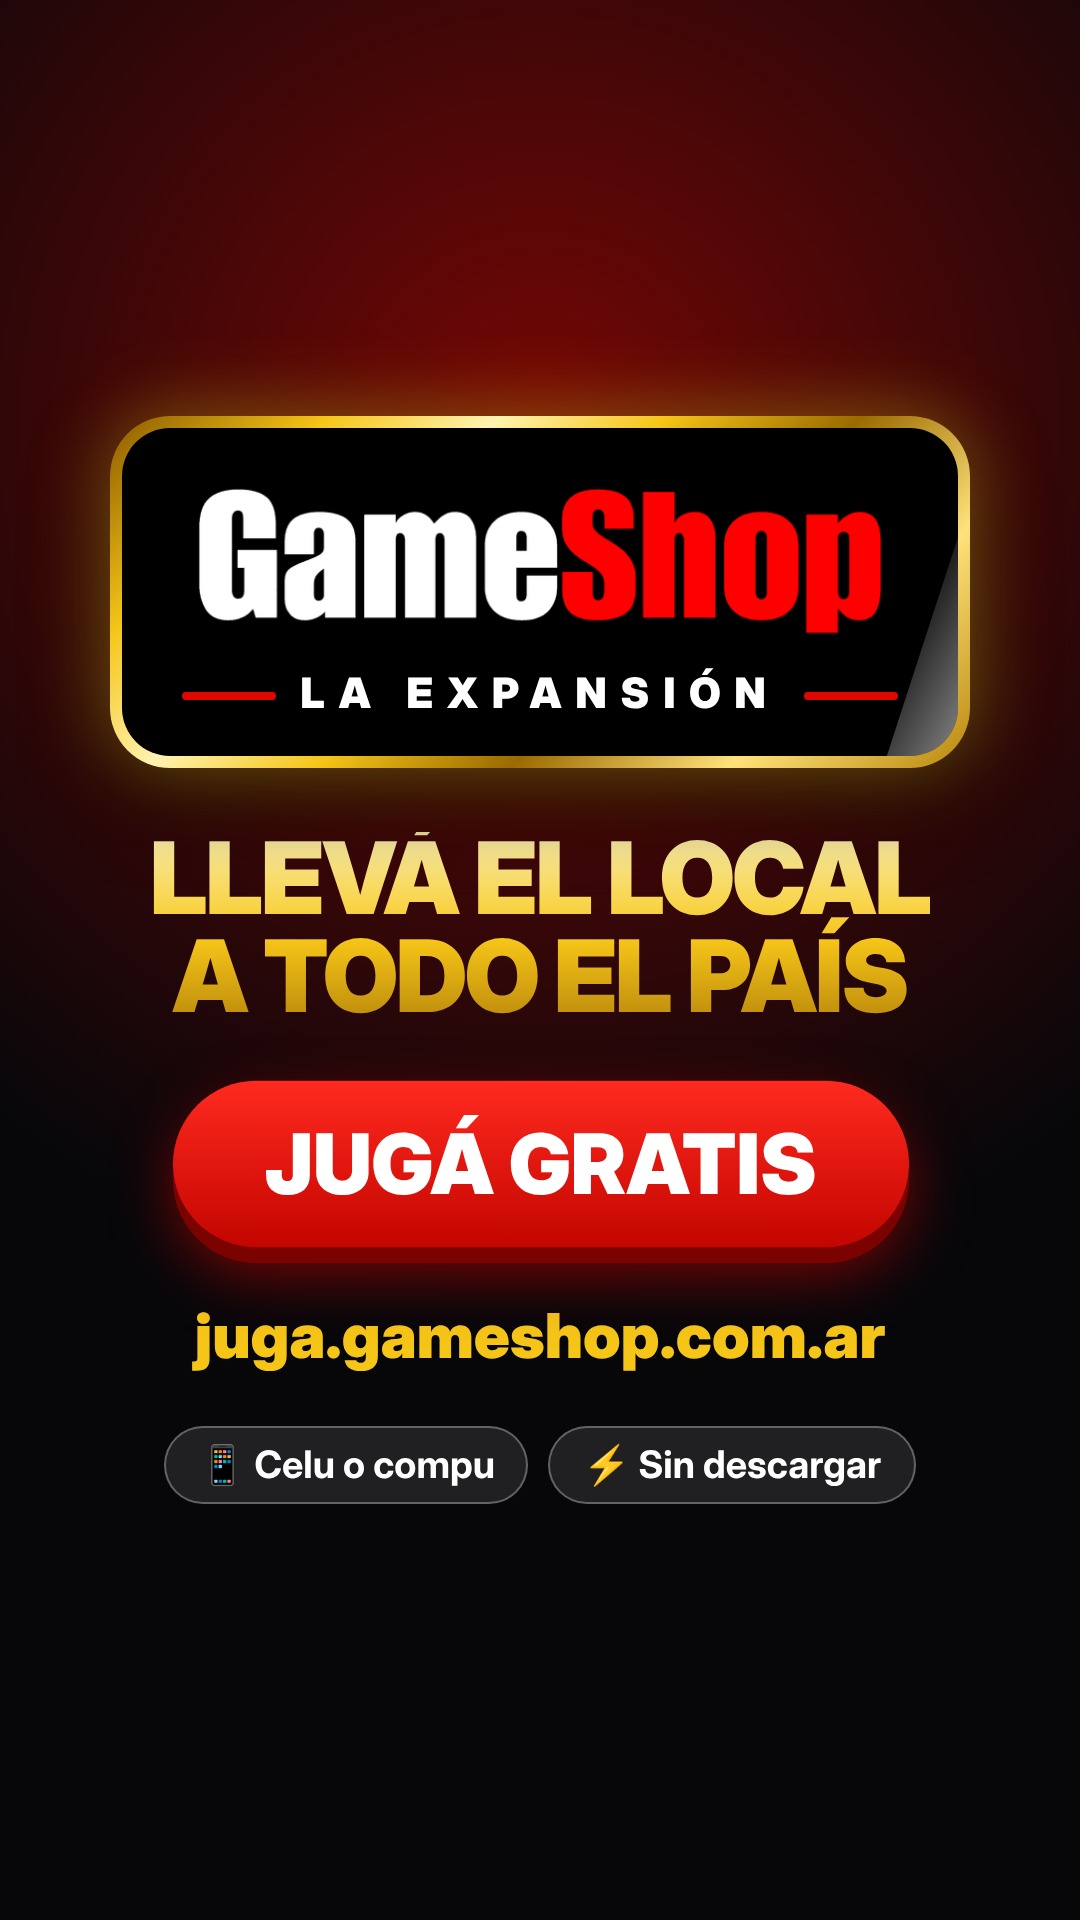 GameShop
LA EXPANSIÓN
LLEVÁ EL LOCAL
A TODO EL PAÍS
JUGÁ GRATIS
juga.gameshop.com.ar
📱 Celu o compu
⚡ Sin descargar